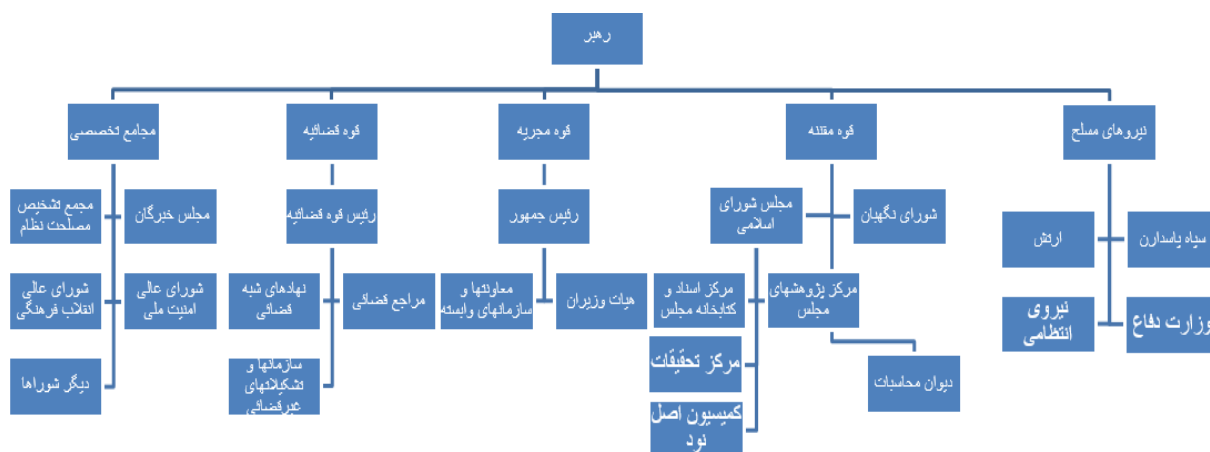 رهبر
نیروهای مسلح
قوه مقننه
قوه مجریه
قوه قضائیه
مجامع تخصصی
سپاه پاسدارن
ارتش
وزارت دفاع
نیروی
انتظامی
شورای نگهبان
مجلس شورای
اسلامی
مرکز پژوهشهای
مجلس
مرکز اسناد و
کتابخانه مجلس
مرکز تحقیقات
دیوان محاسبات
کمیسیون اصل
نود
رئیس جمهور
هیات وزیران
معاونتها و
سازمانهای وابسته
رئیس قوه قضائیه
مراجع قضائی
نهادهای شبه
قضائی
سازمانها و
تشکیلاتهای
غیرقضائی
مجلس خبرگان
مجمع تشخیص
مصلحت نظام
شورای عالی
امنیت ملی
شورای عالی
انقلاب فرهنگی
دیگر شوراها